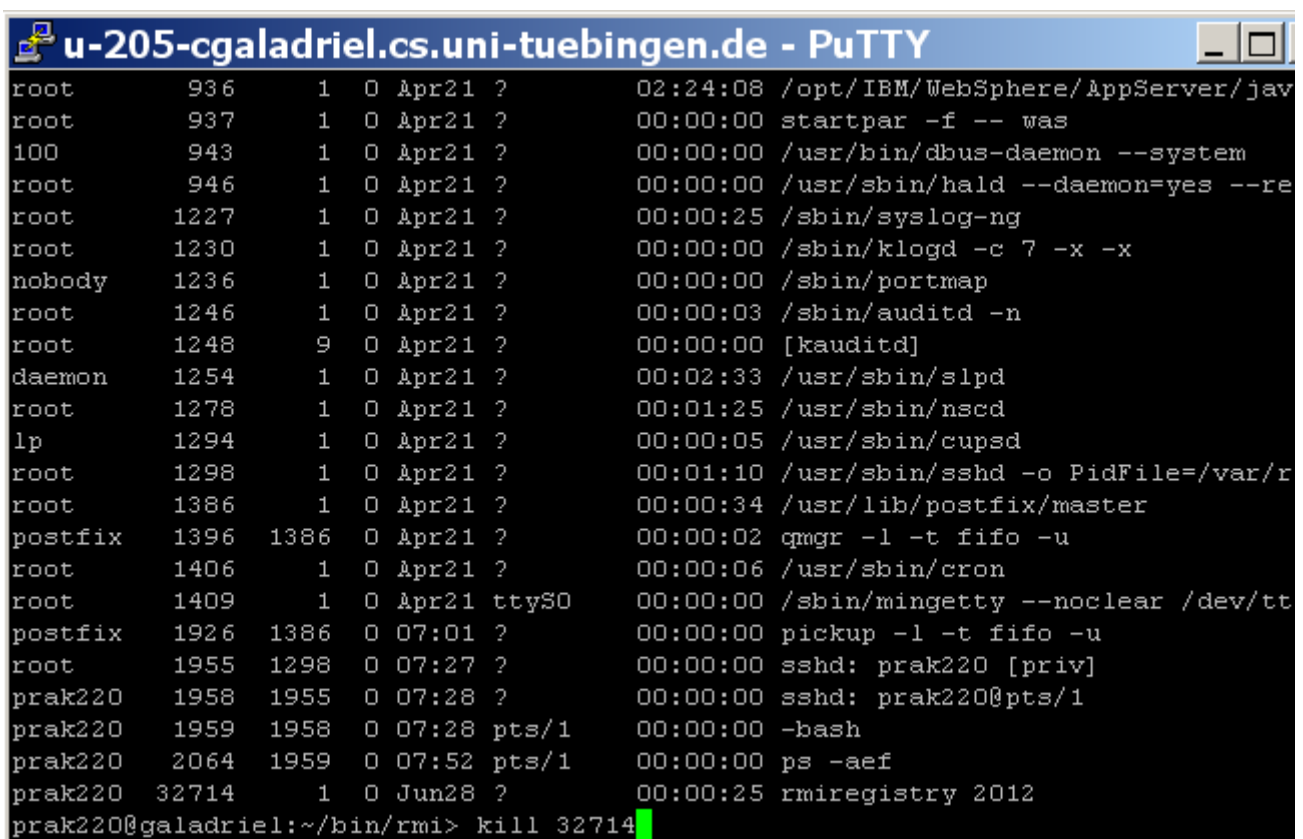 u-205-cgaladriel.cs.uni-tuebingen.de - PuTTY
root 936 1 0 Apr21 ? 02:24:08 /opt/IBM/WebSphere/AppServer/jav
root 937 1 0 Apr21 ? 00:00:00 startpar -f -- was
100 943 1 0 Apr21 ? 00:00:00 /usr/bin/dbus-daemon --system
root 946 1 0 Apr21 ? 00:00:00 /usr/sbin/hald --daemon=yes --re
root 1227 1 0 Apr21 ? 00:00:25 /sbin/syslog-ng
root 1230 1 0 Apr21 ? 00:00:00 /sbin/klogd -c 7 -x -x
nobody 1236 1 0 Apr21 ? 00:00:00 /sbin/portmap
root 1246 1 0 Apr21 ? 00:00:03 /sbin/auditd -n
root 1248 9 0 Apr21 ? 00:00:00 [kauditd]
daemon 1254 1 0 Apr21 ? 00:02:33 /usr/sbin/slpd
root 1278 1 0 Apr21 ? 00:01:25 /usr/sbin/nscd
lp 1294 1 0 Apr21 ? 00:00:05 /usr/sbin/cupsd
root 1298 1 0 Apr21 ? 00:01:10 /usr/sbin/sshd -o PidFile=/var/r
root 1386 1 0 Apr21 ? 00:00:34 /usr/lib/postfix/master
postfix 1396 1386 0 Apr21 ? 00:00:02 qmgr -l -t fifo -u
root 1406 1 0 Apr21 ? 00:00:06 /usr/sbin/cron
root 1409 1 0 Apr21 ttyS0 00:00:00 /sbin/mingetty --noclear /dev/tt
postfix 1926 1386 0 07:01 ? 00:00:00 pickup -l -t fifo -u
root 1955 1298 0 07:27 ? 00:00:00 sshd: prak220 [priv]
prak220 1958 1955 0 07:28 ? 00:00:00 sshd: prak220@pts/1
prak220 1959 1958 0 07:28 pts/1 00:00:00 -bash
prak220 2064 1959 0 07:52 pts/1 00:00:00 ps -aef
prak220 32714 1 0 Jun28 ? 00:00:25 rmiregistry 2012
prak220@galadriel:~/bin/rmi> kill 32714